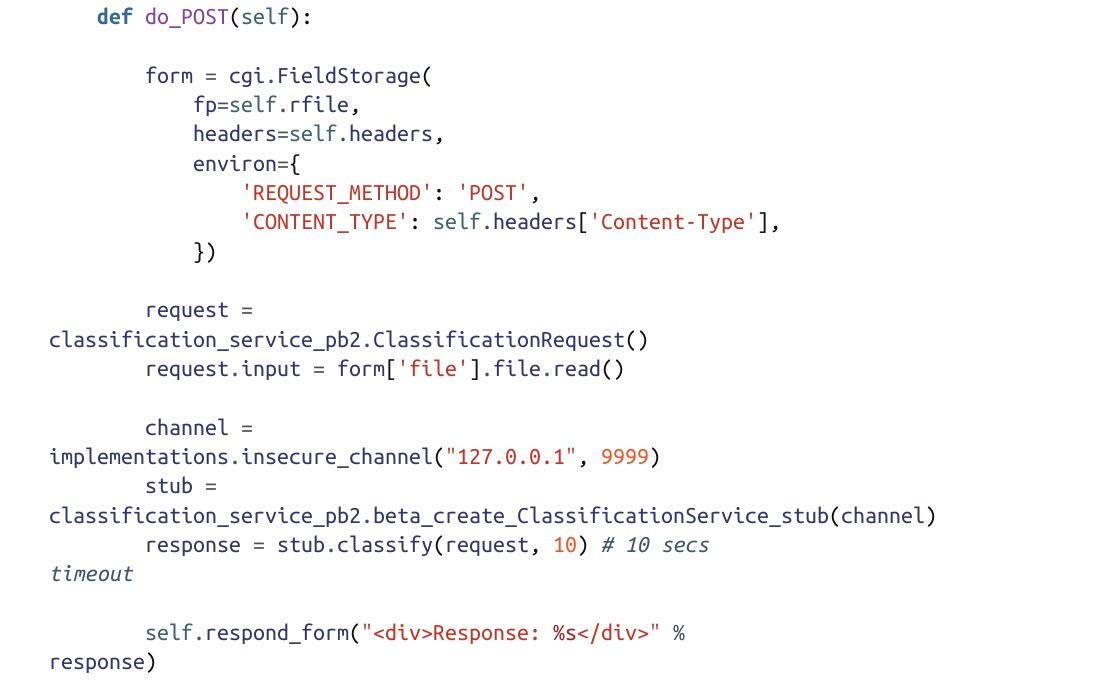 def do_POST(self):
form = cgi.FieldStorage(
fp=self.rfile,
headers=self.headers,
environ={
'REQUEST_METHOD': 'POST',
'CONTENT_TYPE': self.headers['Content-Type'],
})
request =
classification_service_pb2.ClassificationRequest()
request.input = form['file'].file.read()
channel =
implementations.insecure_channel("127.0.0.1", 9999)
stub =
classification_service_pb2.beta_create_ClassificationService_stub(channel)
response = stub.classify(request, 10) # 10 secs
timeout
self.respond_form("<div>Response: %s</div>" %
response)